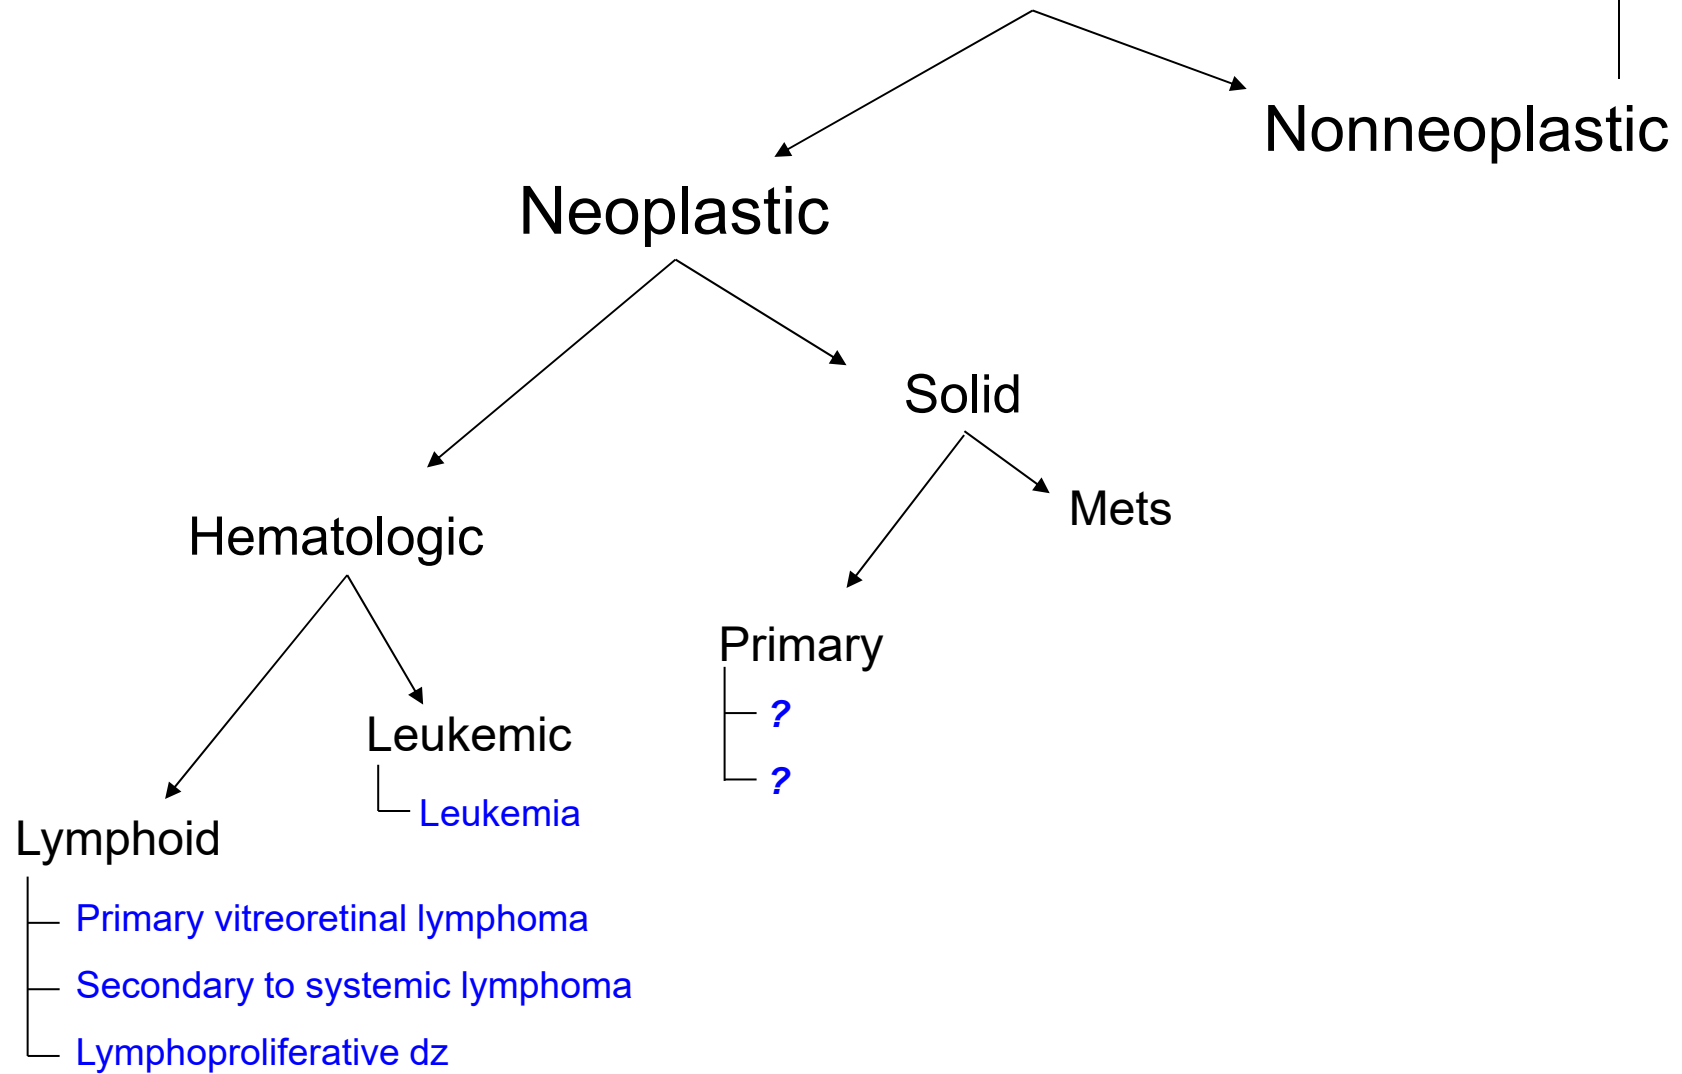 Nonneoplastic
Neoplastic
Solid
Mets
Hematologic
Primary
?
?
Leukemic
Leukemia
Lymphoid
Primary vitreoretinal lymphoma
Secondary to systemic lymphoma
Lymphoproliferative dz